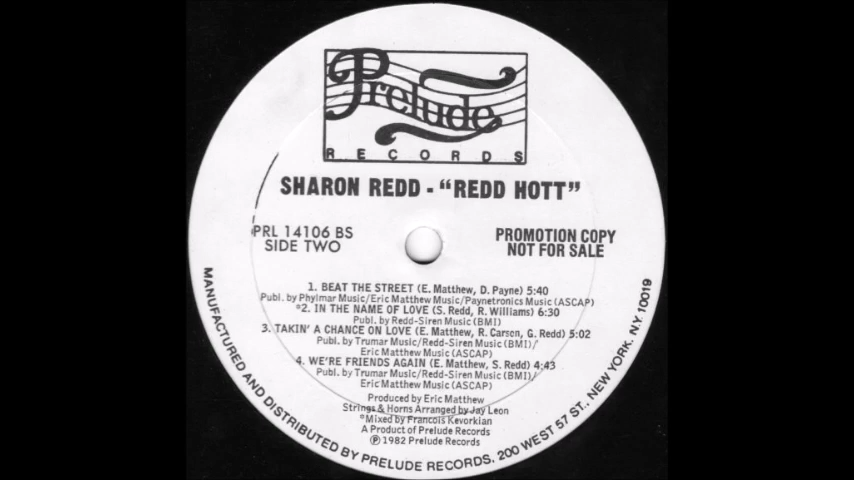 Prelude
RECORDS
SHARON REDD - "REDD HOTT"
PRL 14106 BS
SIDE TWO
PROMOTION COPY
NOT FOR SALE
1. BEAT THE STREET (E. Matthew, D. Payne) 5:40
Publ. by Phylmar Music/Eric Matthew Music/Paynetronics Music (ASCAP)
*2. IN THE NAME OF LOVE (S. Redd, R. Williams) 6:30
Publ. by Redd-Siren Music (BMI)
3. TAKIN' A CHANCE ON LOVE (E. Matthew, R. Carson, G. Redd) 5:02
Publ. by Trumar Music/Redd-Siren Music (BMI)/
Eric Matthew Music (ASCAP)
4. WE'RE FRIENDS AGAIN (E. Matthew, S. Redd) 4:43
Publ. by Trumar Music/Redd-Siren Music (BMI)/
Eric Matthew Music (ASCAP)
Produced by Eric Matthew
Strings & Horns Arranged by Jay Leon
*Mixed by Francois Kevorkian
A Product of Prelude Records
℗ 1982 Prelude Records
MANUFACTURED AND DISTRIBUTED BY PRELUDE RECORDS, 200 WEST 57 ST., NEW YORK. N.Y. 10019